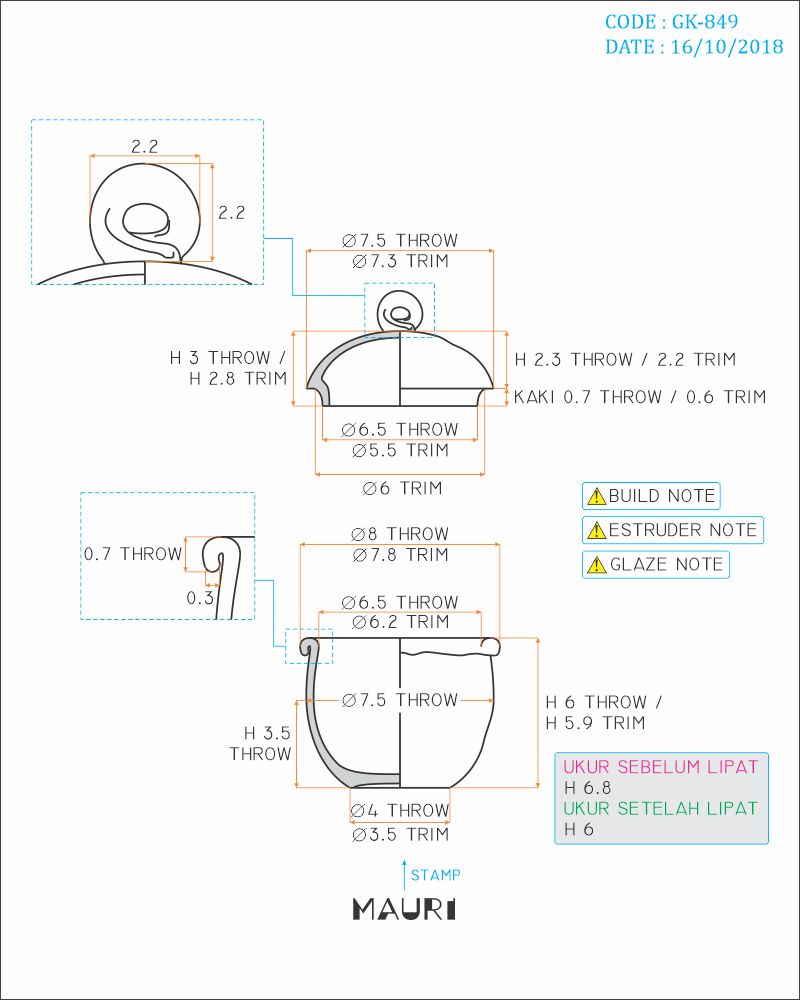 CODE : GK-849
DATE : 16/10/2018
2.2
2.2
Ø7.5 THROW
Ø7.3 TRIM
H 3 THROW /
H 2.8 TRIM
H 2.3 THROW / 2.2 TRIM
KAKI 0.7 THROW / 0.6 TRIM
Ø6.5 THROW
Ø5.5 TRIM
Ø6 TRIM
BUILD NOTE
ESTRUDER NOTE
GLAZE NOTE
0.7 THROW
0.3
Ø8 THROW
Ø7.8 TRIM
Ø6.5 THROW
Ø6.2 TRIM
Ø7.5 THROW
H 3.5
THROW
H 6 THROW /
H 5.9 TRIM
UKUR SEBELUM LIPAT
H 6.8
UKUR SETELAH LIPAT
H 6
Ø4 THROW
Ø3.5 TRIM
STAMP
MAURI